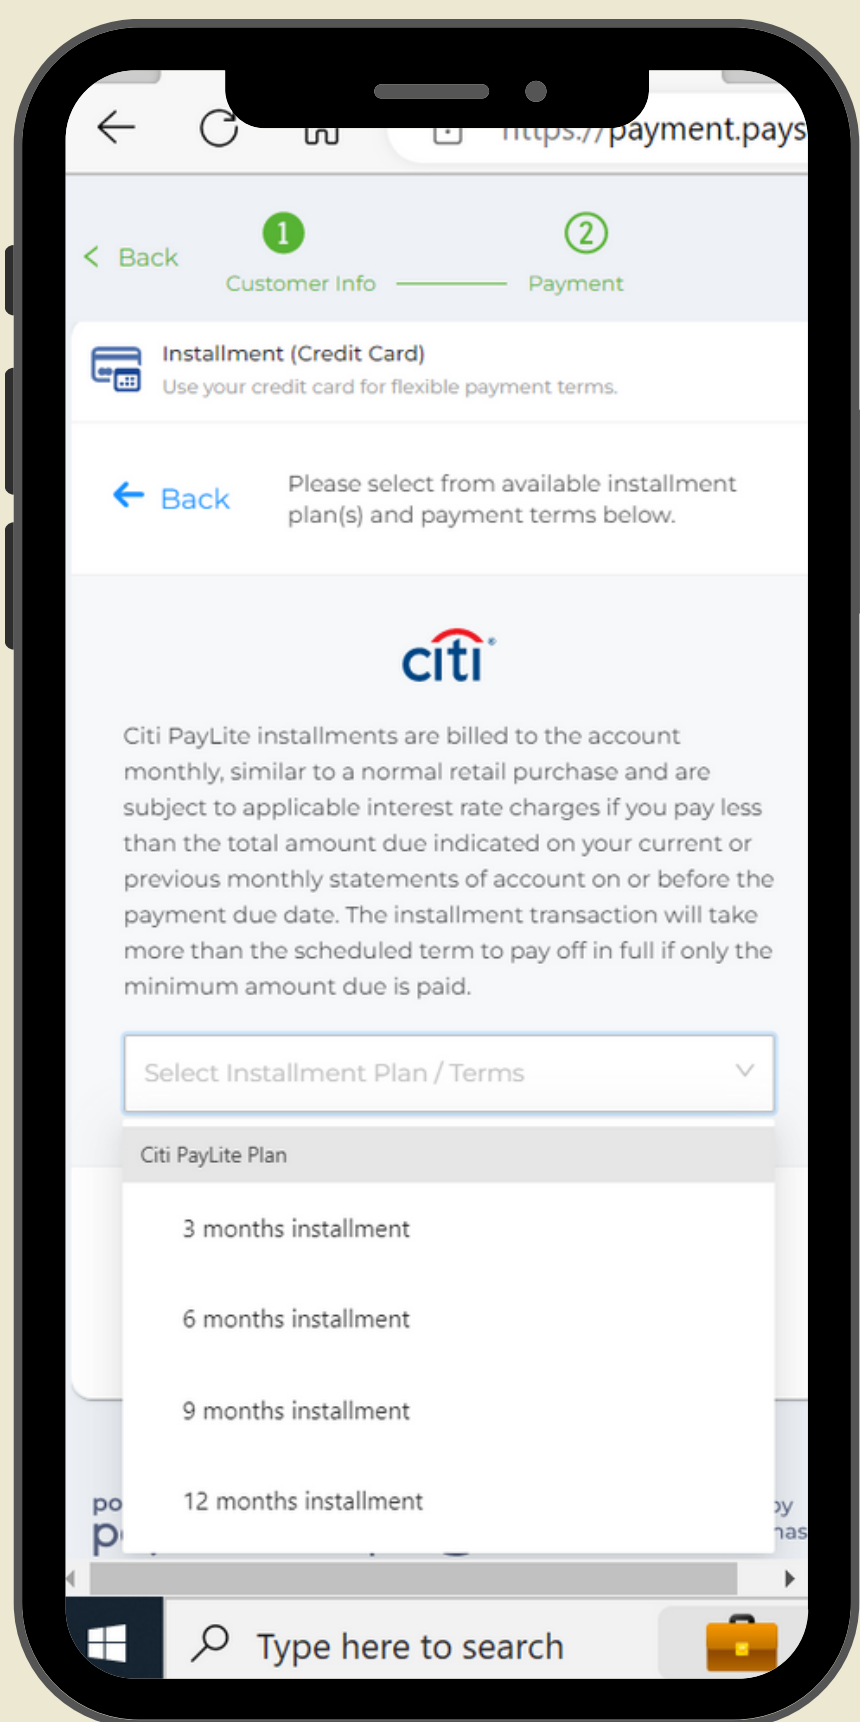 https://payment.pays
Back
1
2
Customer Info
Payment
Installment (Credit Card)
Use your credit card for flexible payment terms.
Back
Please select from available installment
plan(s) and payment terms below.
citi®
Citi PayLite installments are billed to the account
monthly, similar to a normal retail purchase and are
subject to applicable interest rate charges if you pay less
than the total amount due indicated on your current or
previous monthly statements of account on or before the
payment due date. The installment transaction will take
more than the scheduled term to pay off in full if only the
minimum amount due is paid.
Select Installment Plan / Terms
Citi PayLite Plan
3 months installment
6 months installment
9 months installment
12 months installment
Type here to search